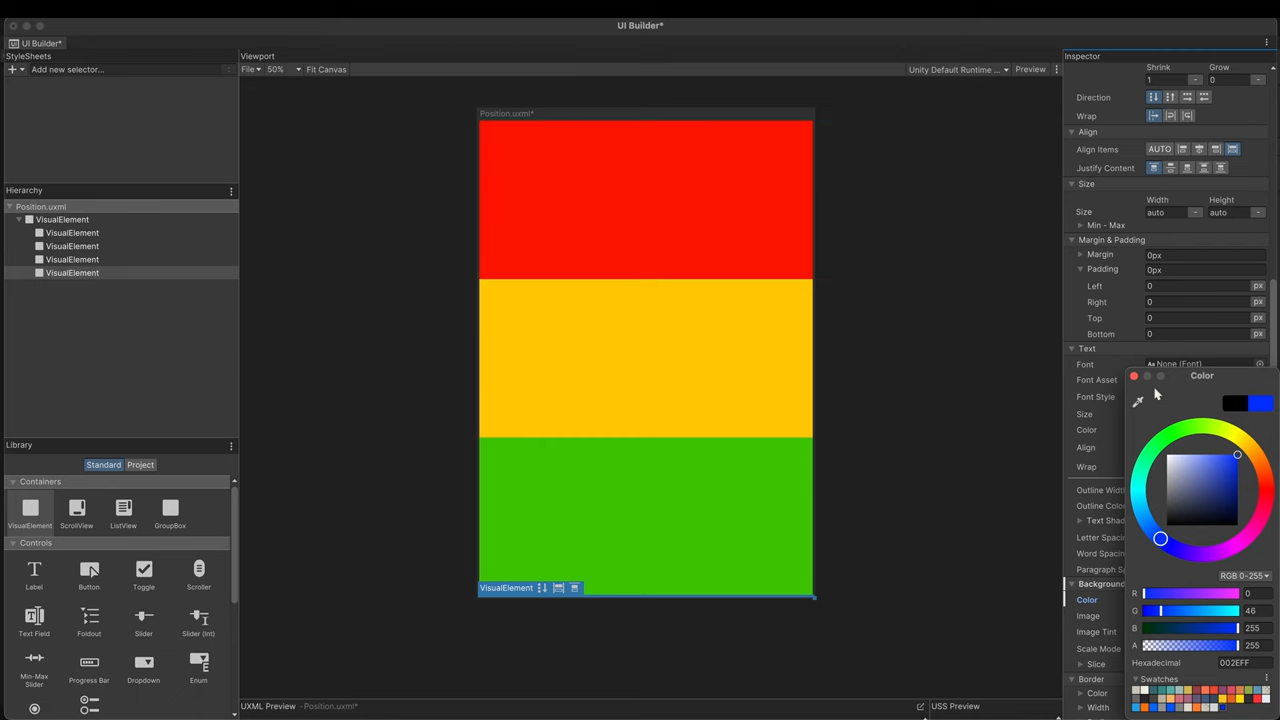 UI Builder*
UI Builder*
StyleSheets
Add new selector...
Hierarchy
Position.uxml*
VisualElement
VisualElement
VisualElement
VisualElement
VisualElement
Library
Standard Project
Containers
VisualElement ScrollView ListView GroupBox
Controls
Label Button Toggle Scroller
Text Field Foldout Slider Slider (Int)
Min-Max Slider Progress Bar Dropdown Enum
Viewport
File 50% Fit Canvas Unity Default Runtime ... Preview
Position.uxml*
VisualElement
UXML Preview - Position.uxml*
USS Preview
Inspector
Shrink Grow
1 - 0 -
Direction
Wrap
Align
Align Items AUTO
Justify Content
Size
Width Height
Size auto - auto -
Min - Max
Margin & Padding
Margin 0px
Padding 0px
Left 0 px
Right 0 px
Top 0 px
Bottom 0 px
Text
Font Aa None (Font)
Font Asset
Font Style
Size
Color
Align
Wrap
Outline Width
Outline Color
Text Shad
Letter Spacin
Word Spacin
Paragraph S
Background
Color
Image
Image Tint
Scale Mode
Slice
Border
Color
Width
Color
RGB 0-255
R 0
G 46
B 255
A 255
Hexadecimal 002EFF
Swatches